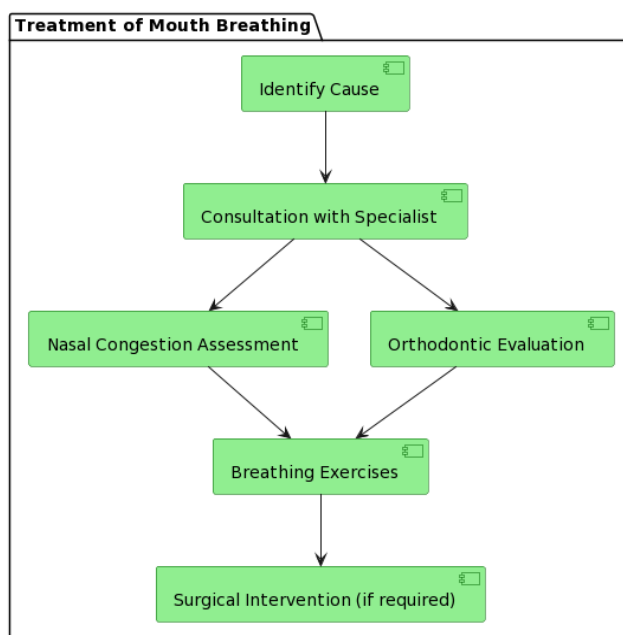 Treatment of Mouth Breathing
Identify Cause
Consultation with Specialist
Nasal Congestion Assessment
Orthodontic Evaluation
Breathing Exercises
Surgical Intervention (if required)